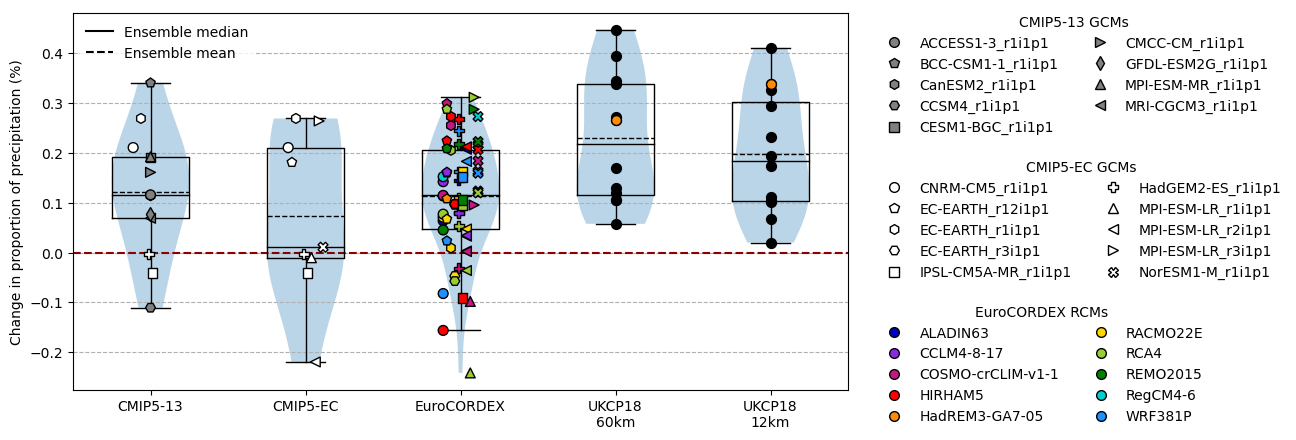 Ensemble median
Ensemble mean
Change in proportion of precipitation (%)
0.4
0.3
0.2
0.1
0.0
−0.1
−0.2
CMIP5-13
CMIP5-EC
EuroCORDEX
UKCP18
60km
UKCP18
12km
CMIP5-13 GCMs
ACCESS1-3_r1i1p1
BCC-CSM1-1_r1i1p1
CanESM2_r1i1p1
CCSM4_r1i1p1
CESM1-BGC_r1i1p1
CMCC-CM_r1i1p1
GFDL-ESM2G_r1i1p1
MPI-ESM-MR_r1i1p1
MRI-CGCM3_r1i1p1
CMIP5-EC GCMs
CNRM-CM5_r1i1p1
EC-EARTH_r12i1p1
EC-EARTH_r1i1p1
EC-EARTH_r3i1p1
IPSL-CM5A-MR_r1i1p1
HadGEM2-ES_r1i1p1
MPI-ESM-LR_r1i1p1
MPI-ESM-LR_r2i1p1
MPI-ESM-LR_r3i1p1
NorESM1-M_r1i1p1
EuroCORDEX RCMs
ALADIN63
CCLM4-8-17
COSMO-crCLIM-v1-1
HIRHAM5
HadREM3-GA7-05
RACMO22E
RCA4
REMO2015
RegCM4-6
WRF381P